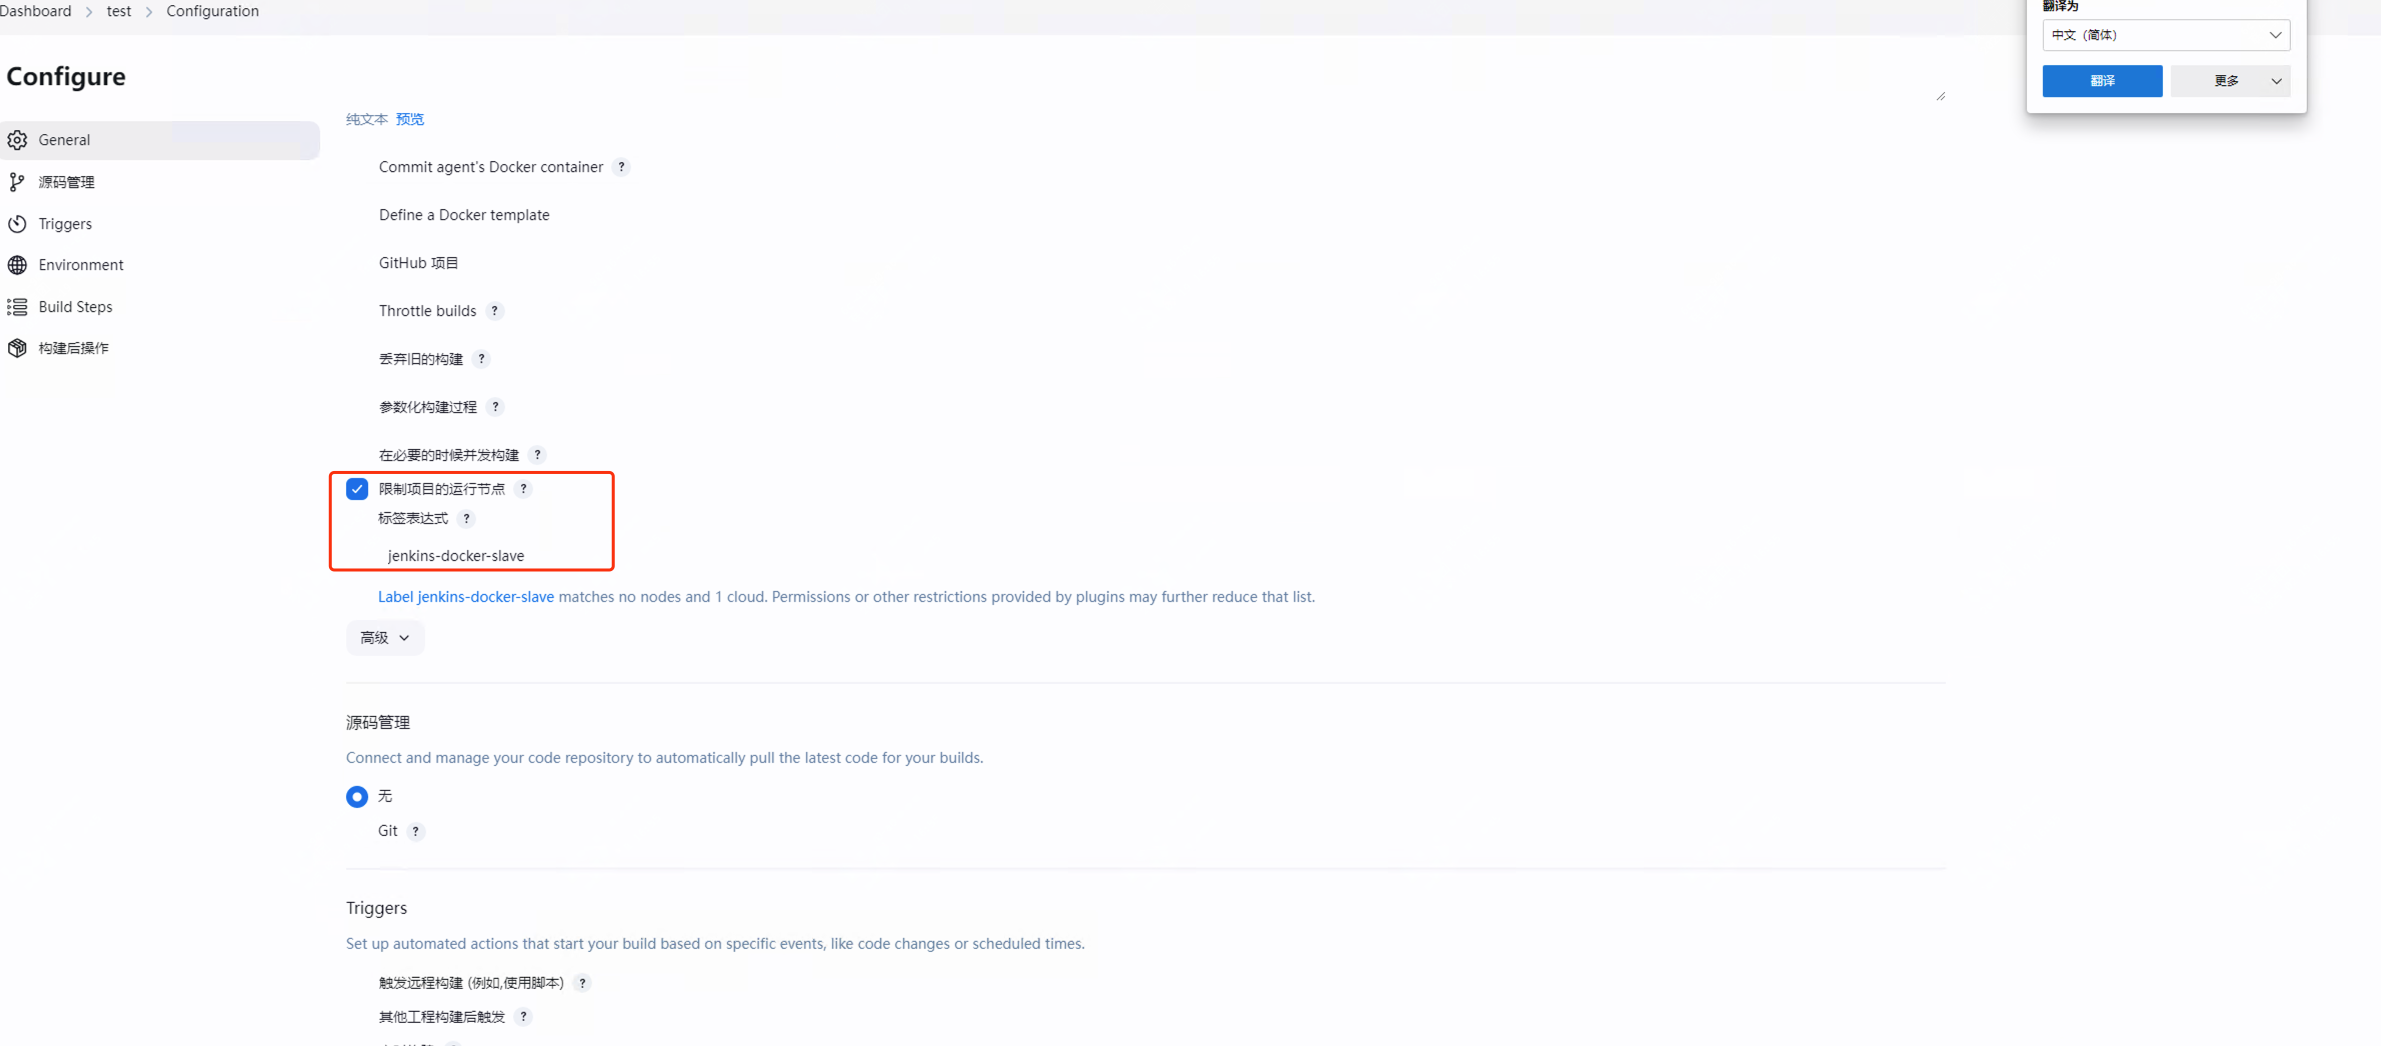 Dashboard > test > Configuration
翻译为
中文（简体）
翻译 更多
Configure
General
源码管理
Triggers
Environment
Build Steps
构建后操作
纯文本 预览
Commit agent's Docker container ?
Define a Docker template
GitHub 项目
Throttle builds ?
丢弃旧的构建 ?
参数化构建过程 ?
在必要的时候并发构建 ?
限制项目的运行节点 ?
标签表达式 ?
jenkins-docker-slave
Label jenkins-docker-slave matches no nodes and 1 cloud. Permissions or other restrictions provided by plugins may further reduce that list.
高级
源码管理
Connect and manage your code repository to automatically pull the latest code for your builds.
无
Git ?
Triggers
Set up automated actions that start your build based on specific events, like code changes or scheduled times.
触发远程构建 (例如,使用脚本) ?
其他工程构建后触发 ?